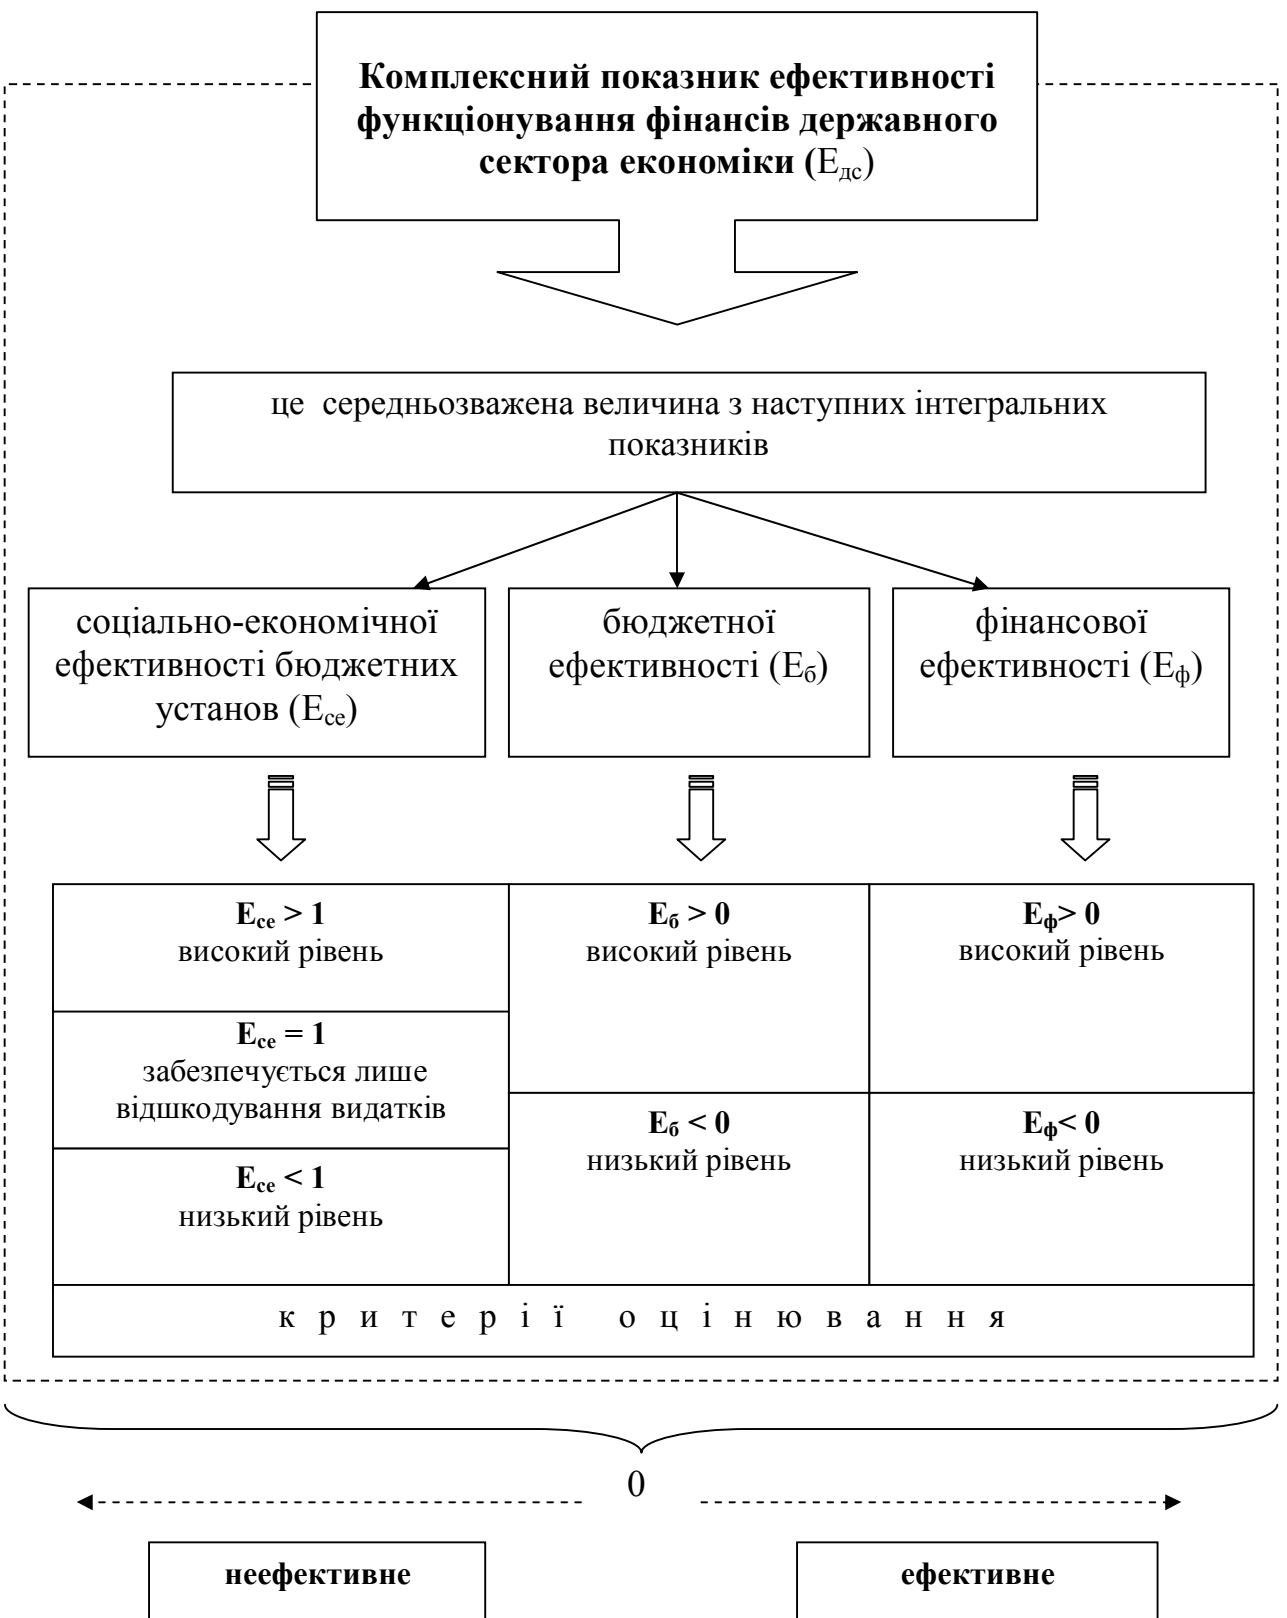 Комплексний показник ефективності
функціонування фінансів державного
сектора економіки (Едс)
це середньозважена величина з наступних інтегральних
показників
соціально-економічної
ефективності бюджетних
установ (Есе)
бюджетної
ефективності (Еб)
фінансової
ефективності (Еф)
Есе > 1
високий рівень
Есе = 1
забезпечується лише
відшкодування видатків
Есе < 1
низький рівень
Еб > 0
високий рівень
Еб < 0
низький рівень
Еф> 0
високий рівень
Еф< 0
низький рівень
к р и т е р і ї о ц і н ю в а н н я
0
неефективне
ефективне